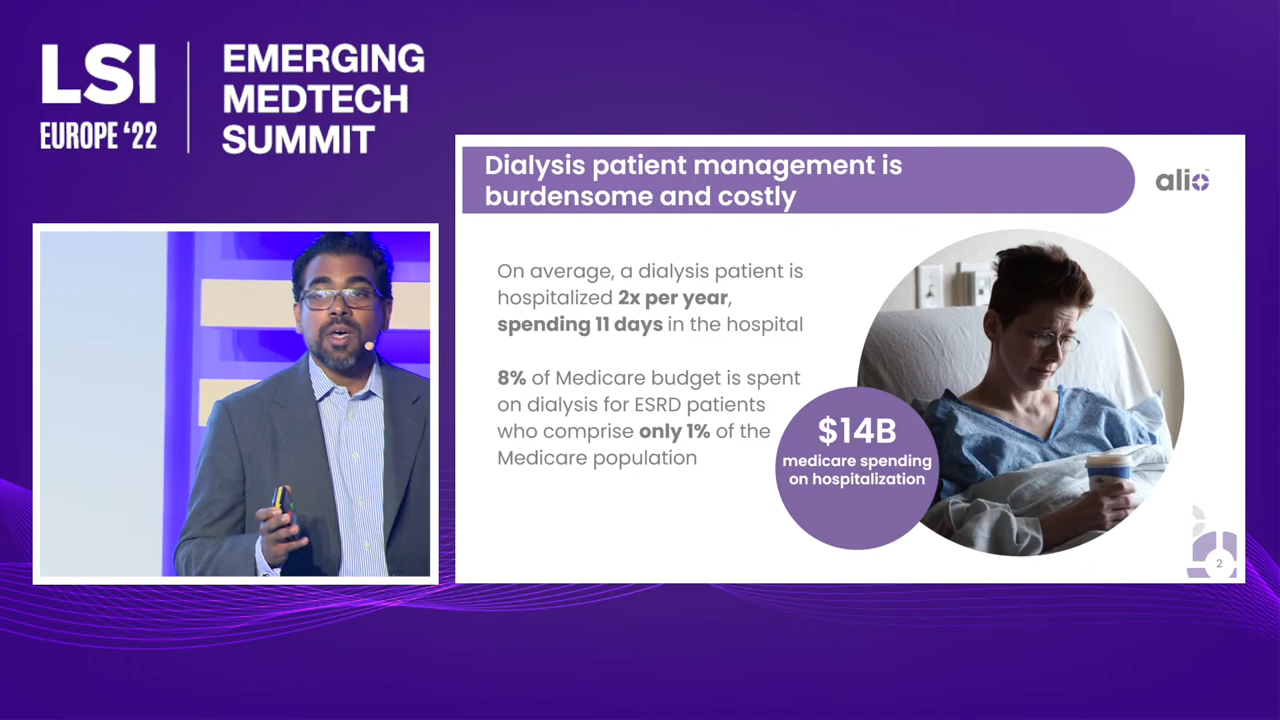 LSI
EUROPE ‘22
EMERGING
MEDTECH
SUMMIT
Dialysis patient management is
burdensome and costly
alio
On average, a dialysis patient is
hospitalized 2x per year,
spending 11 days in the hospital
8% of Medicare budget is spent
on dialysis for ESRD patients
who comprise only 1% of the
Medicare population
$14B
medicare spending
on hospitalization
2